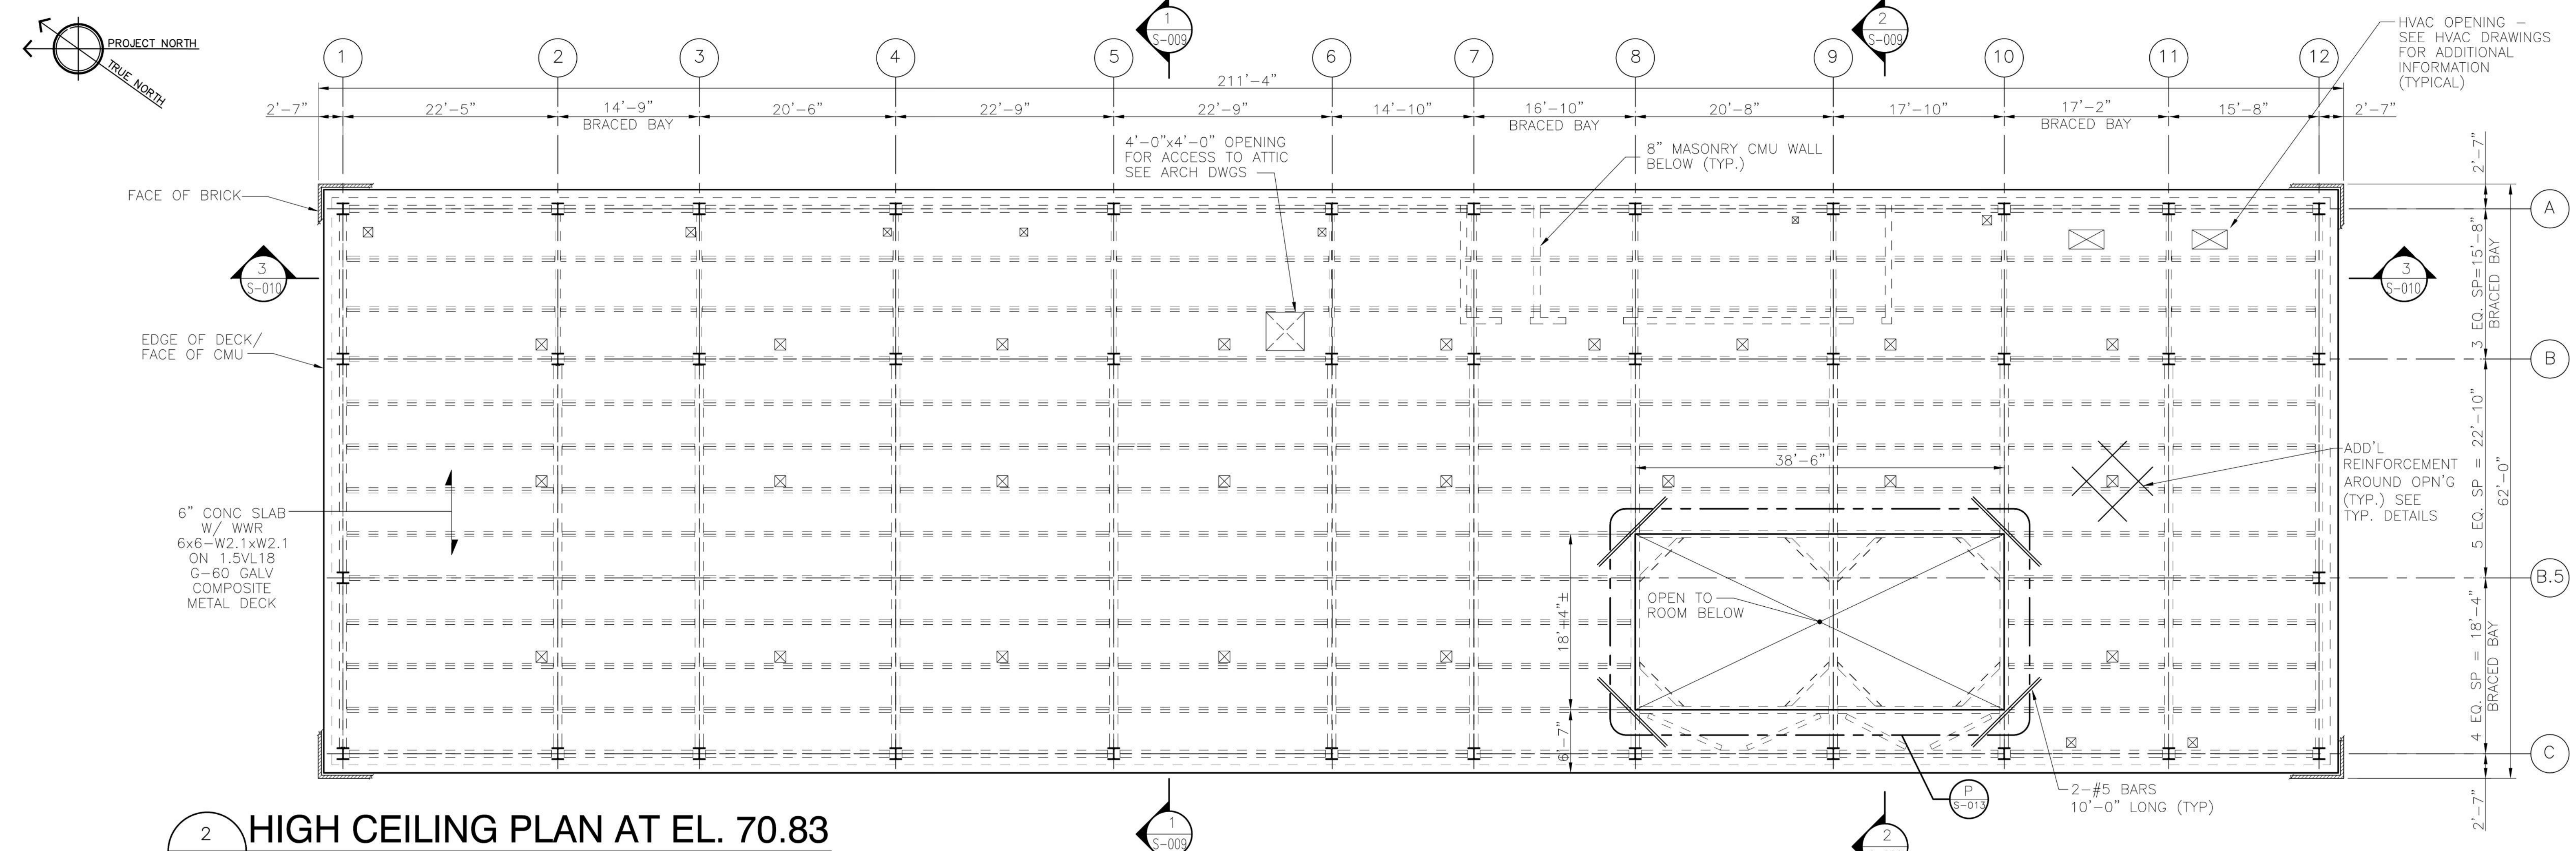 PROJECT NORTH
TRUE NORTH
1
2
3
4
5
6
7
8
9
10
11
12
1
S-009
2
S-009
HVAC OPENING –
SEE HVAC DRAWINGS
FOR ADDITIONAL
INFORMATION
(TYPICAL)
211'-4"
2'-7"
22'-5"
14'-9"
BRACED BAY
20'-6"
22'-9"
22'-9"
14'-10"
16'-10"
BRACED BAY
20'-8"
17'-10"
17'-2"
BRACED BAY
15'-8"
2'-7"
4'-0"x4'-0" OPENING
FOR ACCESS TO ATTIC
SEE ARCH DWGS
8" MASONRY CMU WALL
BELOW (TYP.)
FACE OF BRICK
3
S-010
EDGE OF DECK/
FACE OF CMU
6" CONC SLAB
W/ WWR
6x6-W2.1xW2.1
ON 1.5VL18
G-60 GALV
COMPOSITE
METAL DECK
3
S-010
2'-7"
A
3 EQ. SP=15'-8"
BRACED BAY
B
5 EQ. SP = 22'-10"
62'-0"
B.5
4 EQ. SP = 18'-4"
BRACED BAY
C
2'-7"
ADD'L
REINFORCEMENT
AROUND OPN'G
(TYP.) SEE
TYP. DETAILS
38'-6"
18'-4"±
6'-7"
OPEN TO
ROOM BELOW
P
S-013
2-#5 BARS
10'-0" LONG (TYP)
1
S-009
2
2
HIGH CEILING PLAN AT EL. 70.83